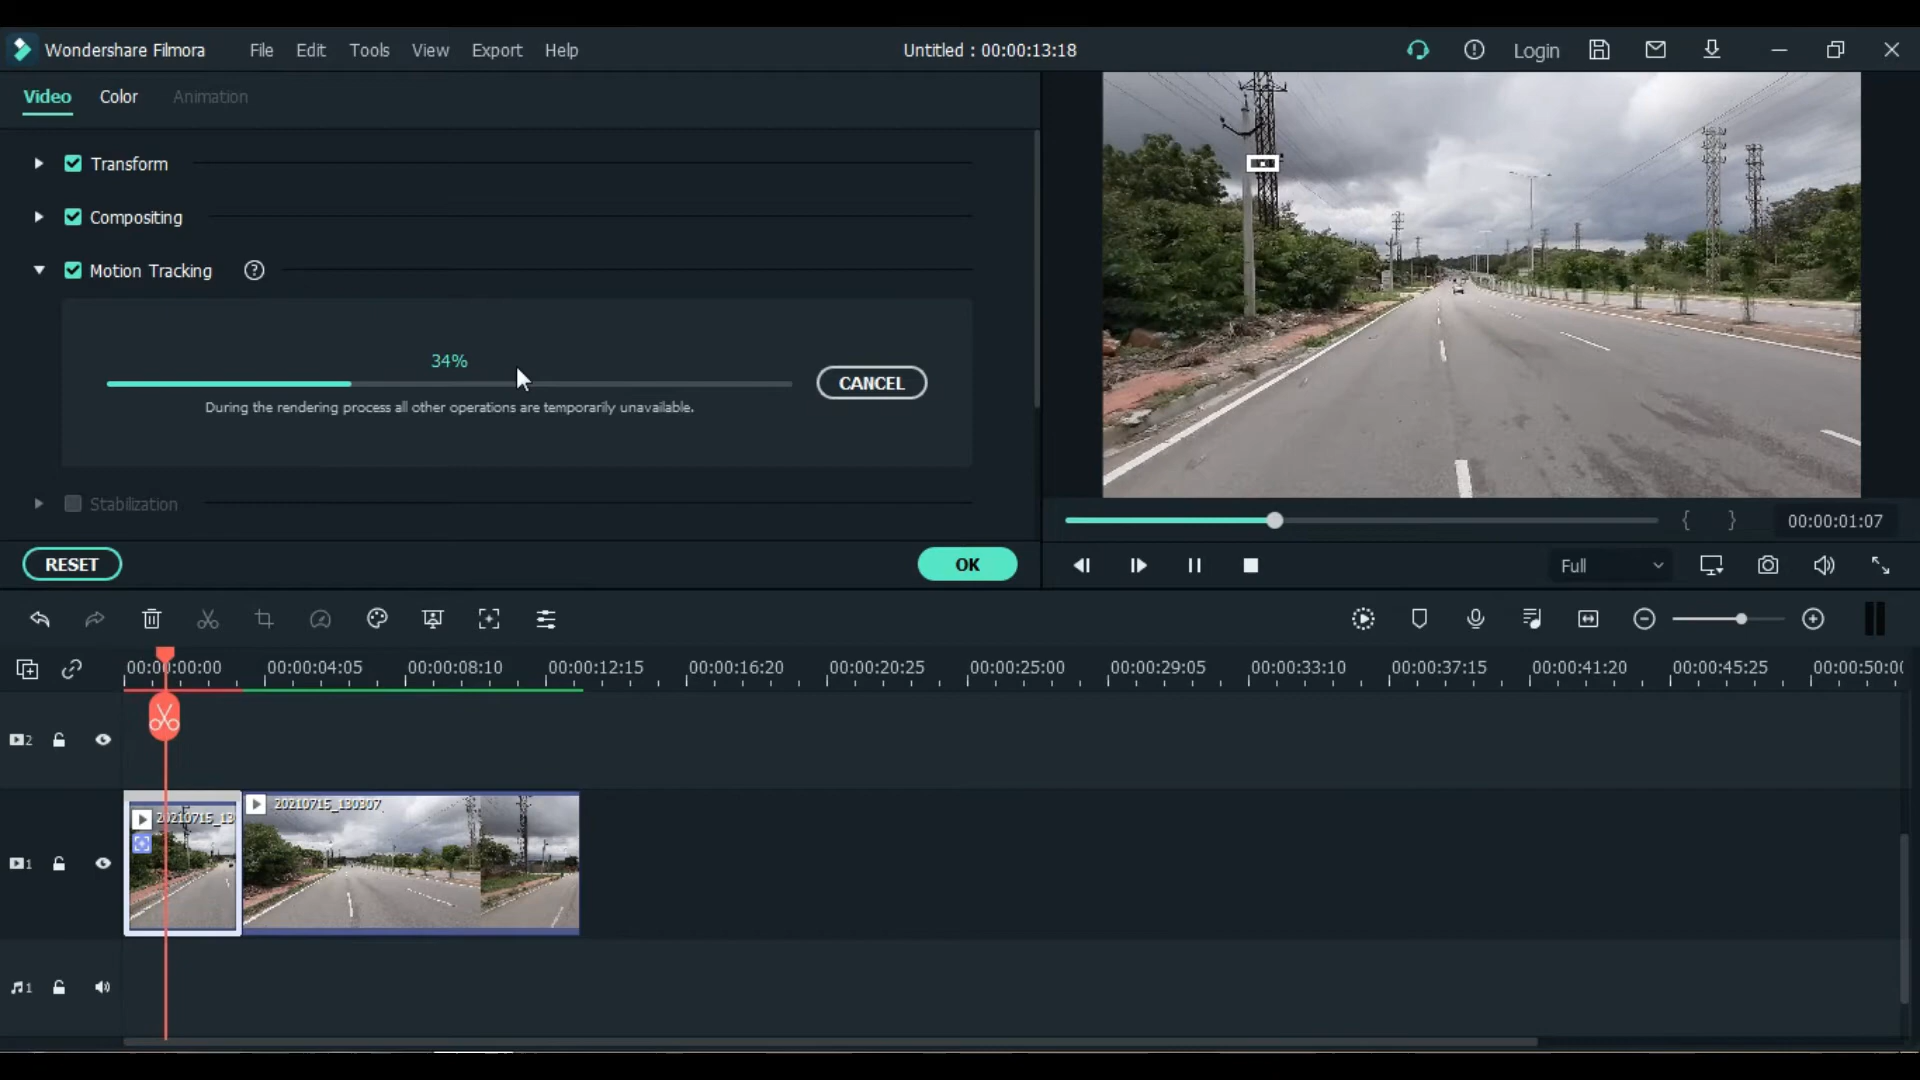 Wondershare Filmora File Edit Tools View Export Help Untitled : 00:00:13:18 Login
Video Color Animation
Transform
Compositing
Motion Tracking
34%
CANCEL
During the rendering process all other operations are temporarily unavailable.
Stabilization
RESET OK
{ } 00:00:01:07
Full
00:00:00:00 00:00:04:05 00:00:08:10 00:00:12:15 00:00:16:20 00:00:20:25 00:00:25:00 00:00:29:05 00:00:33:10 00:00:37:15 00:00:41:20 00:00:45:25 00:00:50:0
2
20210715_130307
20210715_13
1
1